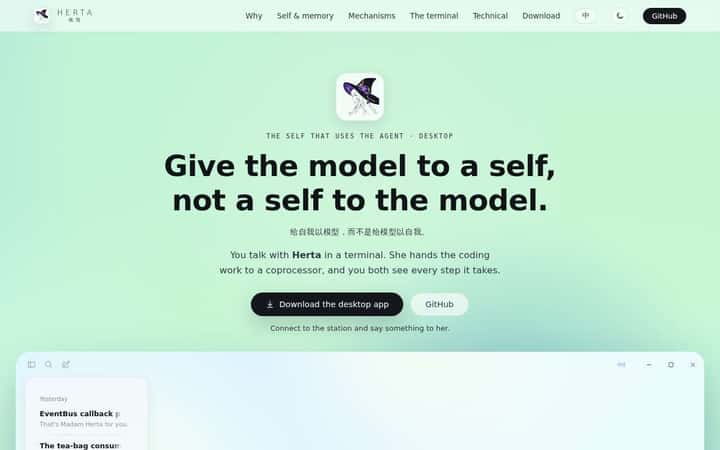 HERTA
Why Self & memory Mechanisms The terminal Technical Download 中 GitHub
THE SELF THAT USES THE AGENT · DESKTOP
Give the model to a self,
not a self to the model.
给自我以模型，而不是给模型以自我。
You talk with Herta in a terminal. She hands the coding
work to a coprocessor, and you both see every step it takes.
Download the desktop app GitHub
Connect to the station and say something to her.
Yesterday
EventBus callback p
That's Madam Herta for you.
The tea-bag consum